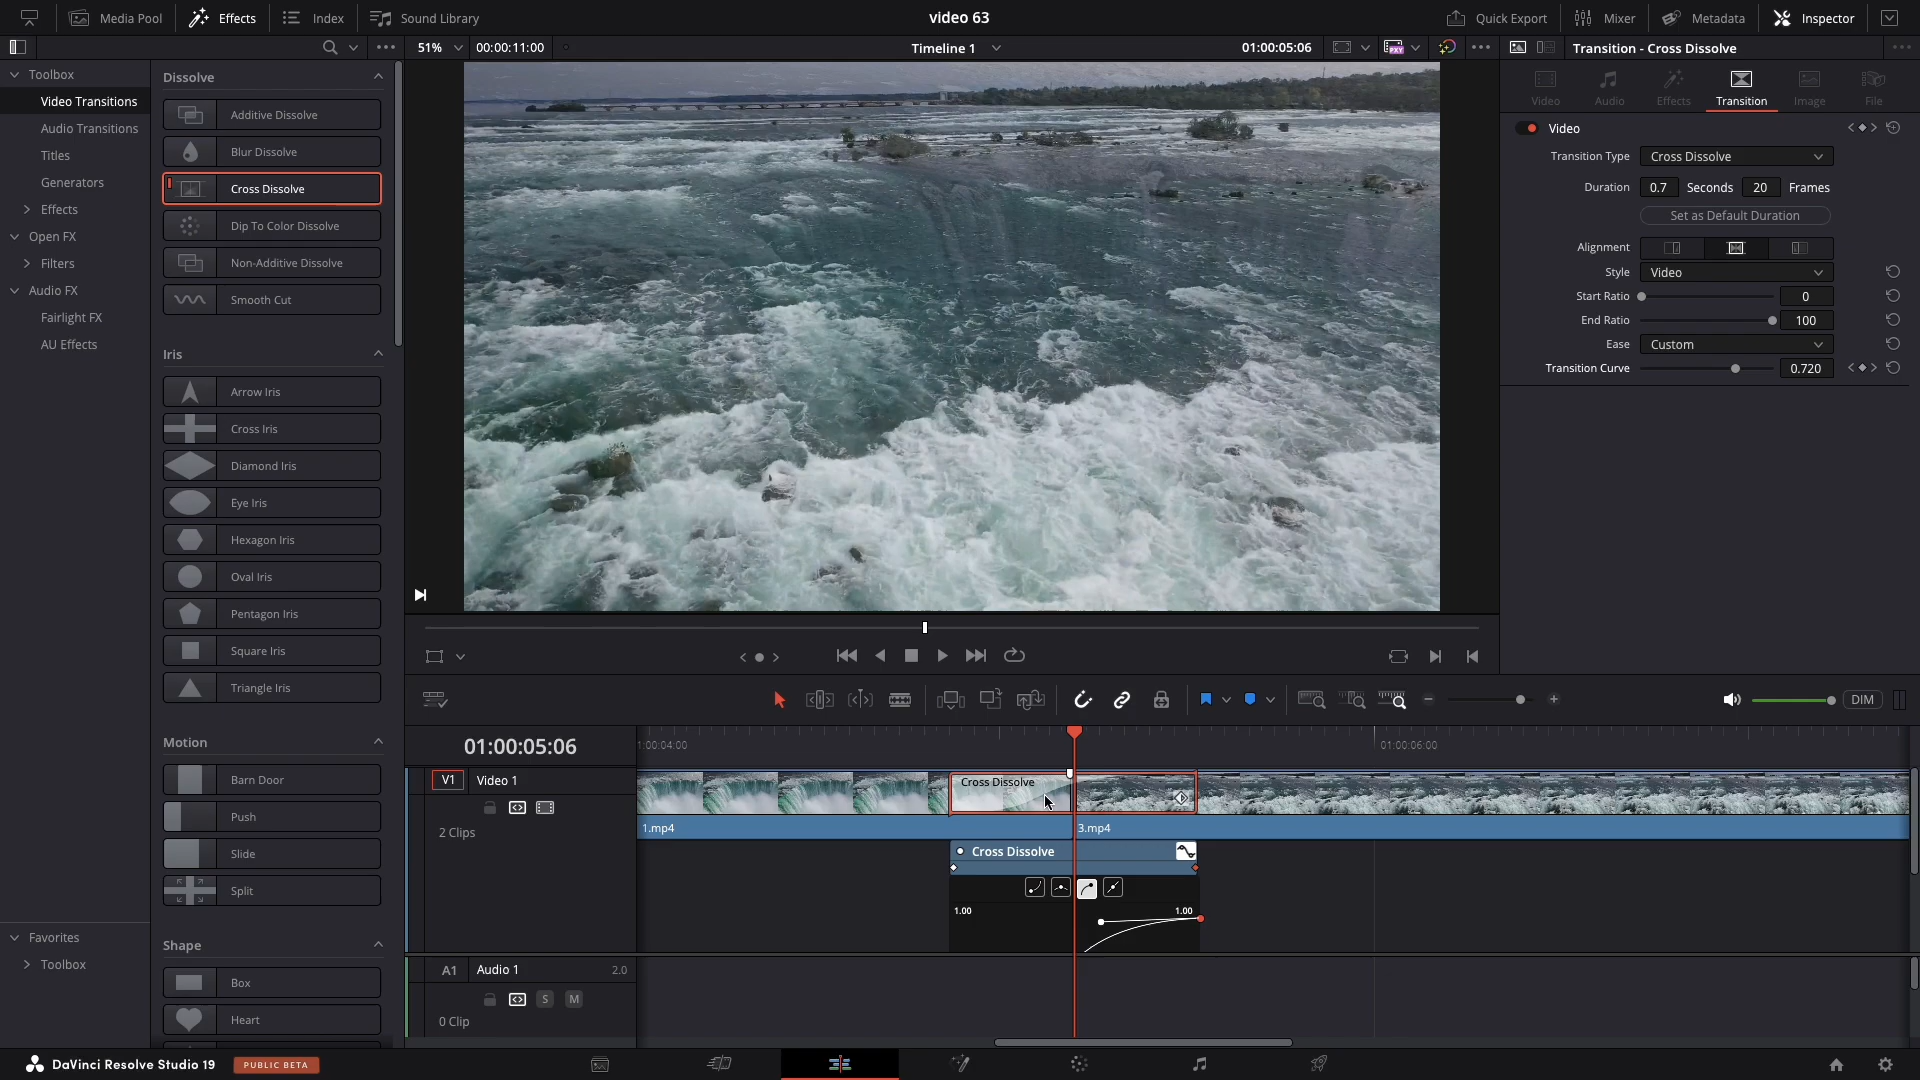 Media Pool
Effects
Index
Sound Library
video 63
Quick Export
Mixer
Metadata
Inspector
51%
00:00:11:00
Timeline 1
01:00:05:06
PXY
Transition - Cross Dissolve
Toolbox
Video Transitions
Audio Transitions
Titles
Generators
Effects
Open FX
Filters
Audio FX
Fairlight FX
AU Effects
Favorites
Toolbox
Dissolve
Additive Dissolve
Blur Dissolve
Cross Dissolve
Dip To Color Dissolve
Non-Additive Dissolve
Smooth Cut
Iris
Arrow Iris
Cross Iris
Diamond Iris
Eye Iris
Hexagon Iris
Oval Iris
Pentagon Iris
Square Iris
Triangle Iris
Motion
Barn Door
Push
Slide
Split
Shape
Box
Heart
Video
Audio
Effects
Transition
Image
File
Video
Transition Type
Cross Dissolve
Duration
0.7
Seconds
20
Frames
Set as Default Duration
Alignment
Style
Video
Start Ratio
0
End Ratio
100
Ease
Custom
Transition Curve
0.720
DIM
01:00:05:06
1:00:04:00
01:00:06:00
V1
Video 1
2 Clips
Cross Dissolve
1.mp4
3.mp4
Cross Dissolve
1.00
1.00
A1
Audio 1
2.0
S
M
0 Clip
DaVinci Resolve Studio 19
PUBLIC BETA